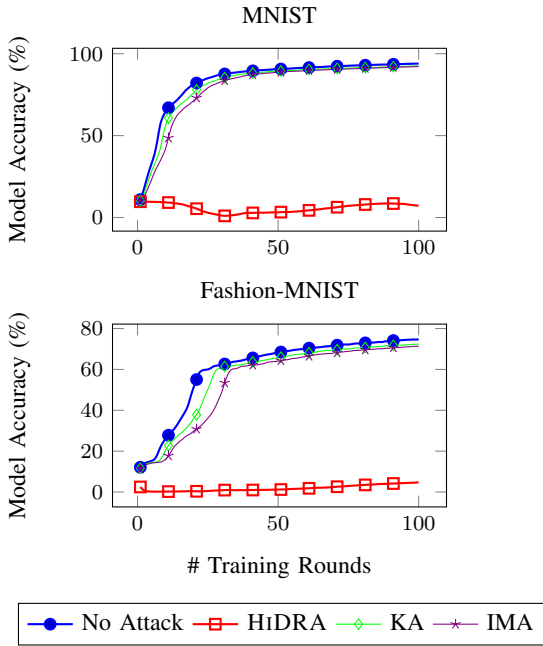 MNIST
Model Accuracy (%)
100
50
0
0 50 100
Fashion-MNIST
Model Accuracy (%)
80
60
40
20
0
0 50 100
# Training Rounds
No Attack HIDRA KA IMA